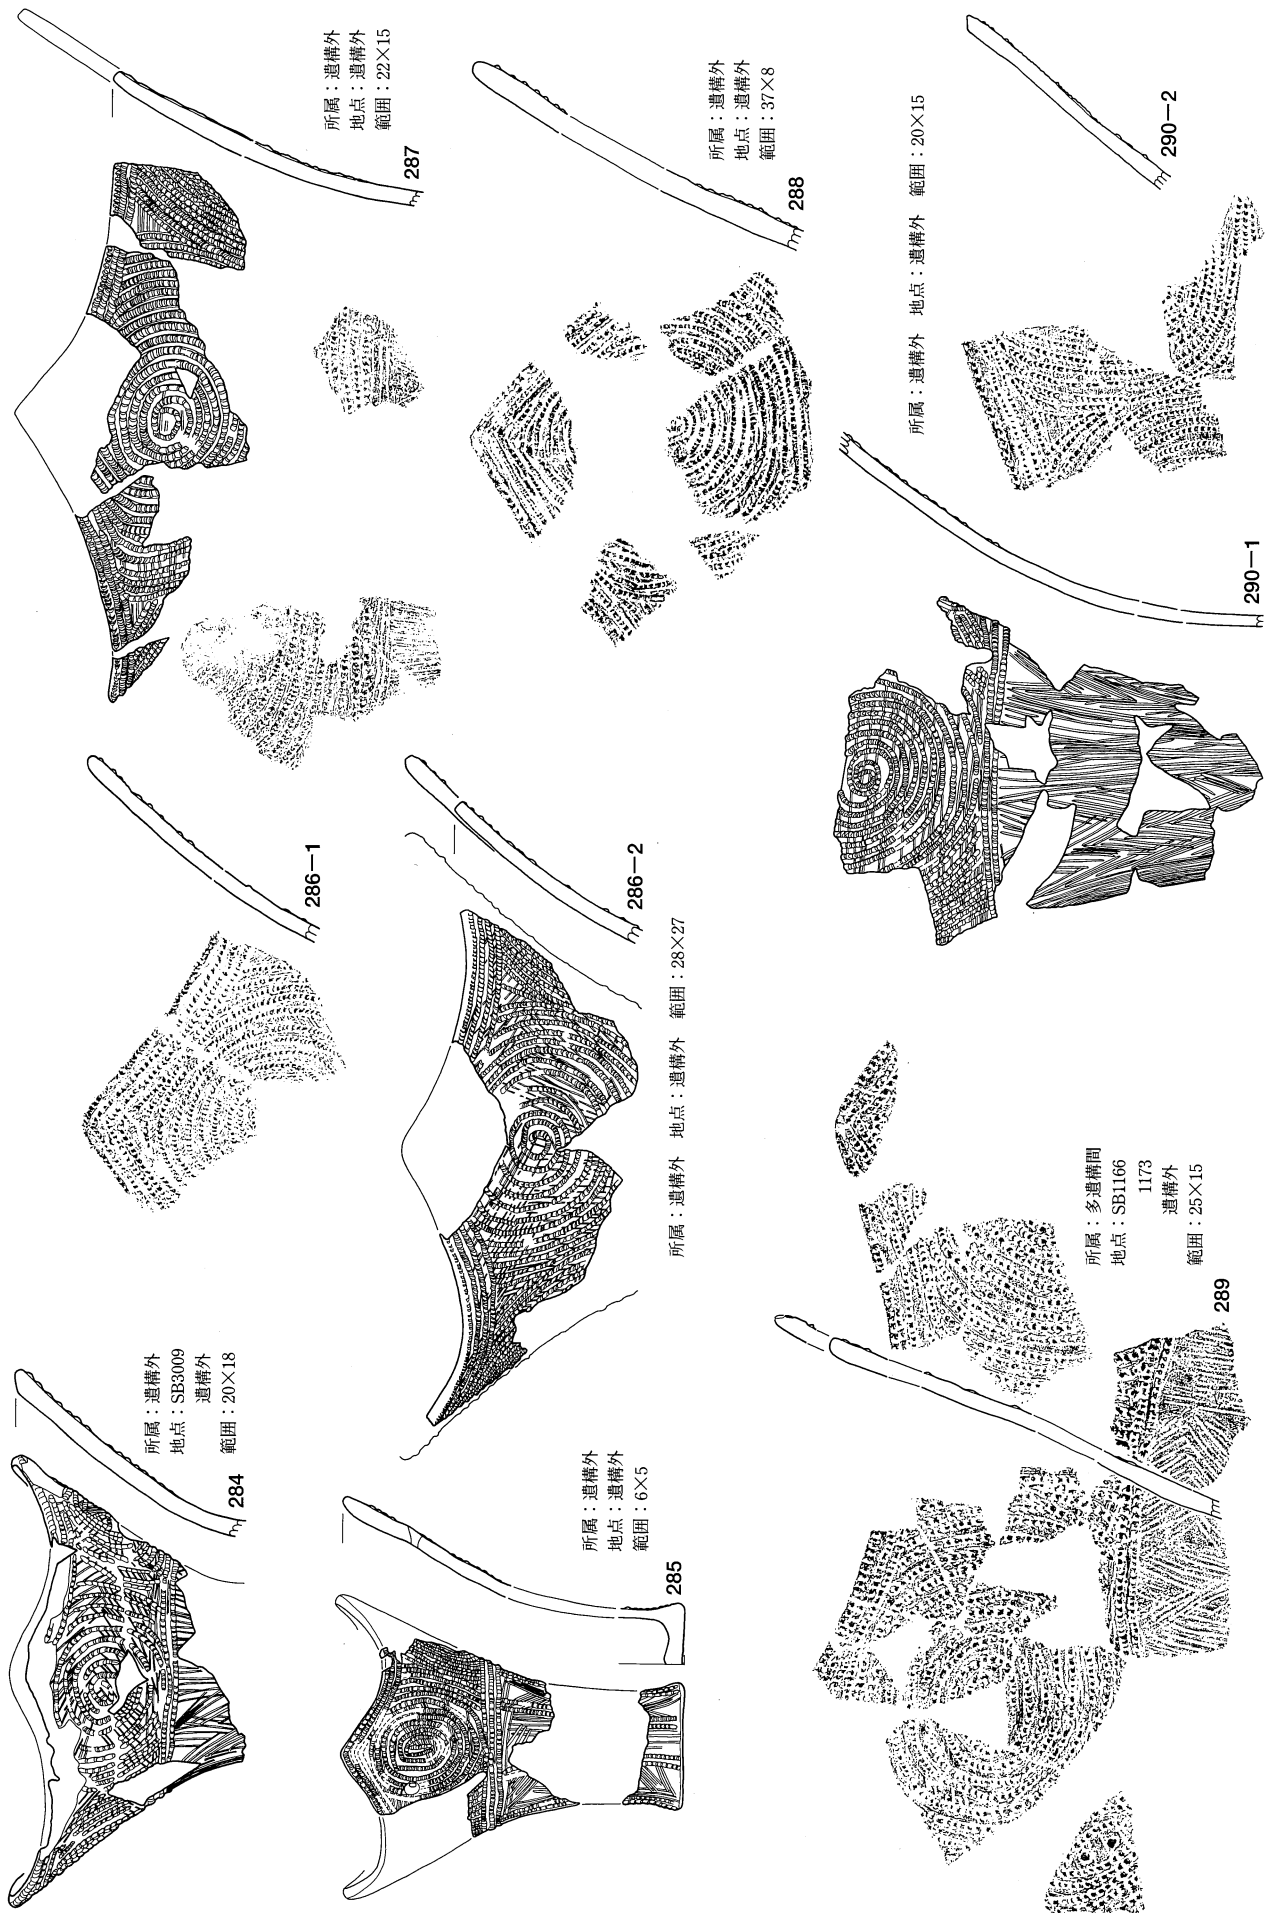 所属：遺構外
地点：SB3009
遺構外
範囲：20×18
284
所属：遺構外
地点：遺構外
範囲：6×5
285
286－1
286－2
所属：遺構外　地点：遺構外　範囲：28×27
所属：遺構外
地点：遺構外
範囲：22×15
287
所属：遺構外
地点：遺構外
範囲：37×8
288
所属：多遺構間
地点：SB1166
1173
遺構外
範囲：25×15
289
290－1
所属：遺構外　地点：遺構外　範囲：20×15
290－2